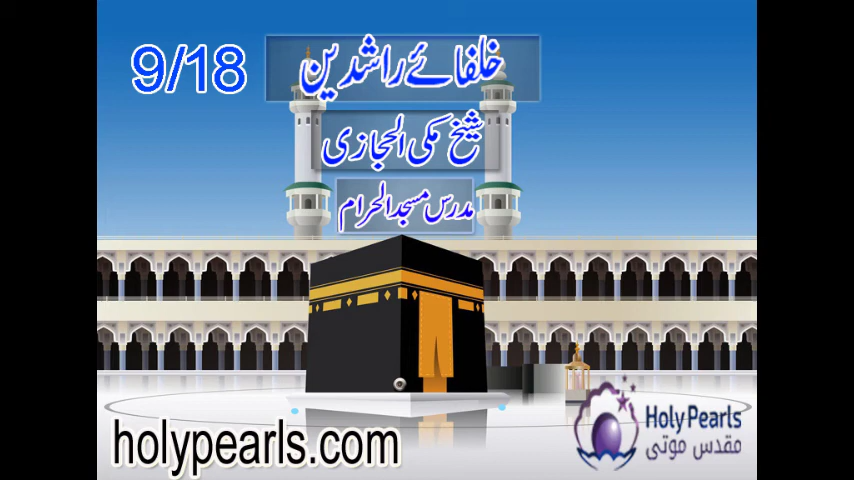 9/18
خلفائے راشدین
شیخ مکی الحجازی
مدرس مسجد الحرام
holypearls.com
Holy Pearls
مقدس موتی